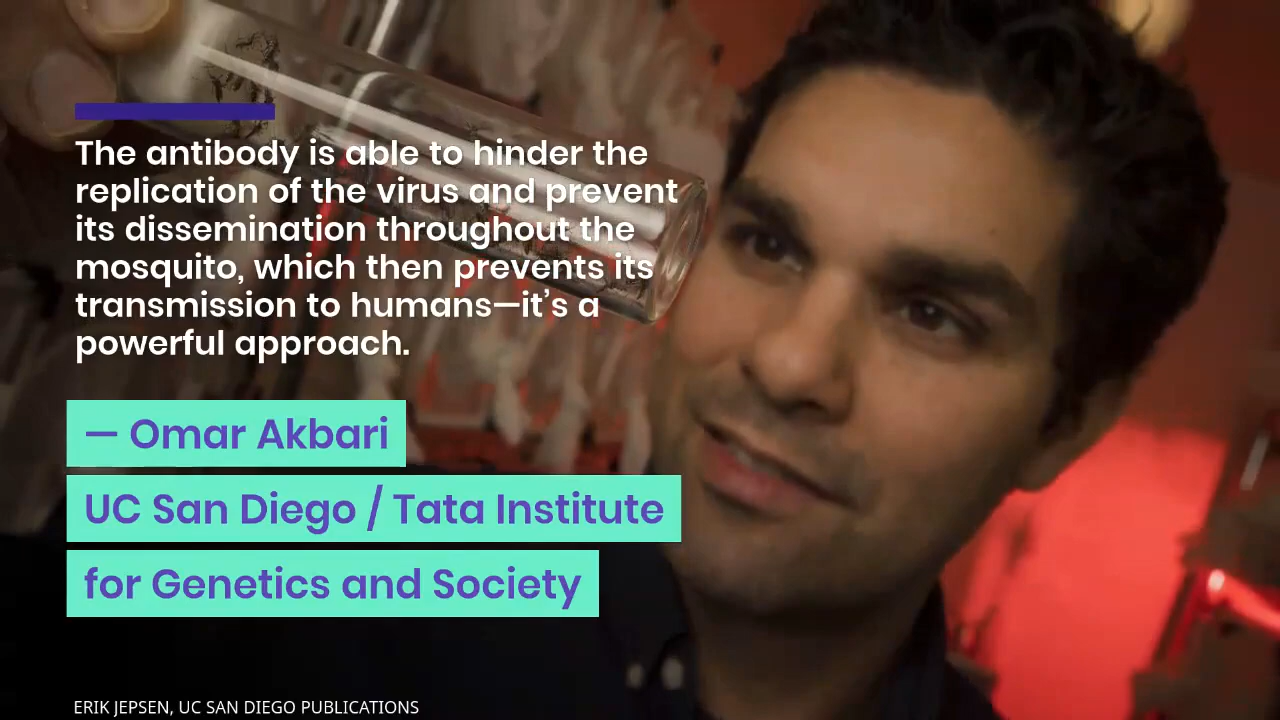 The antibody is able to hinder the
replication of the virus and prevent
its dissemination throughout the
mosquito, which then prevents its
transmission to humans—it’s a
powerful approach.
— Omar Akbari
UC San Diego / Tata Institute
for Genetics and Society
ERIK JEPSEN, UC SAN DIEGO PUBLICATIONS